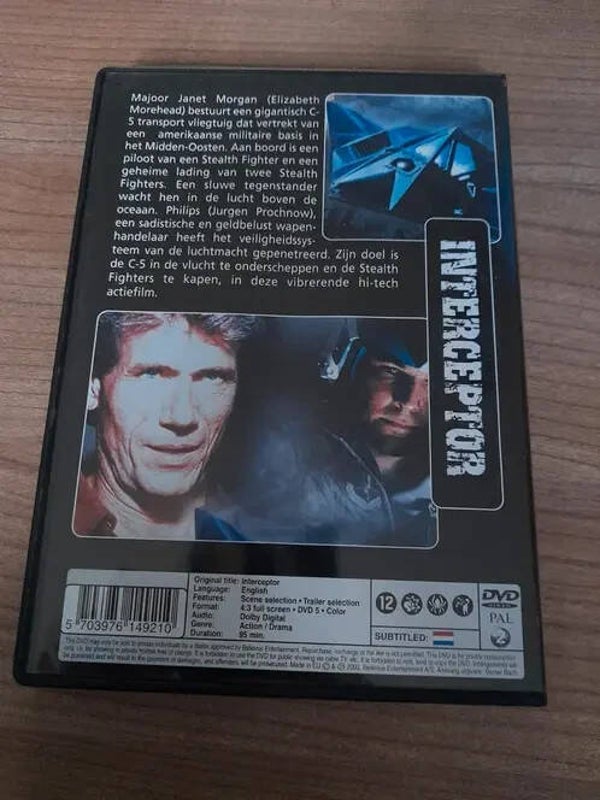 Majoor Janet Morgan (Elizabeth
Morehead) bestuurt een gigantisch C-
5 transport vliegtuig dat vertrekt van
een amerikaanse militaire basis in
het Midden-Oosten. Aan boord is een
piloot van een Stealth Fighter en een
geheime lading van twee Stealth
Fighters. Een sluwe tegenstander
wacht hen in de lucht boven de
oceaan. Philips (Jurgen Prochnow),
een sadistische en geldbelust wapen-
handelaar heeft het veiligheidssys-
teem van de luchtmacht gepenetreerd. Zijn doel is
de C-5 in de vlucht te onderscheppen en de Stealth
Fighters te kapen, in deze vibrerende hi-tech
actiefilm.
INTERCEPTOR
5 703976 149210
Original title: Interceptor
Language: English
Features: Scene selection • Trailer selection
Format: 4:3 full screen • DVD 5 • Color
Audio: Dolby Digital
Genre: Action / Drama
Duration: 95 min.
12
SUBTITLED:
DVD
PAL
2